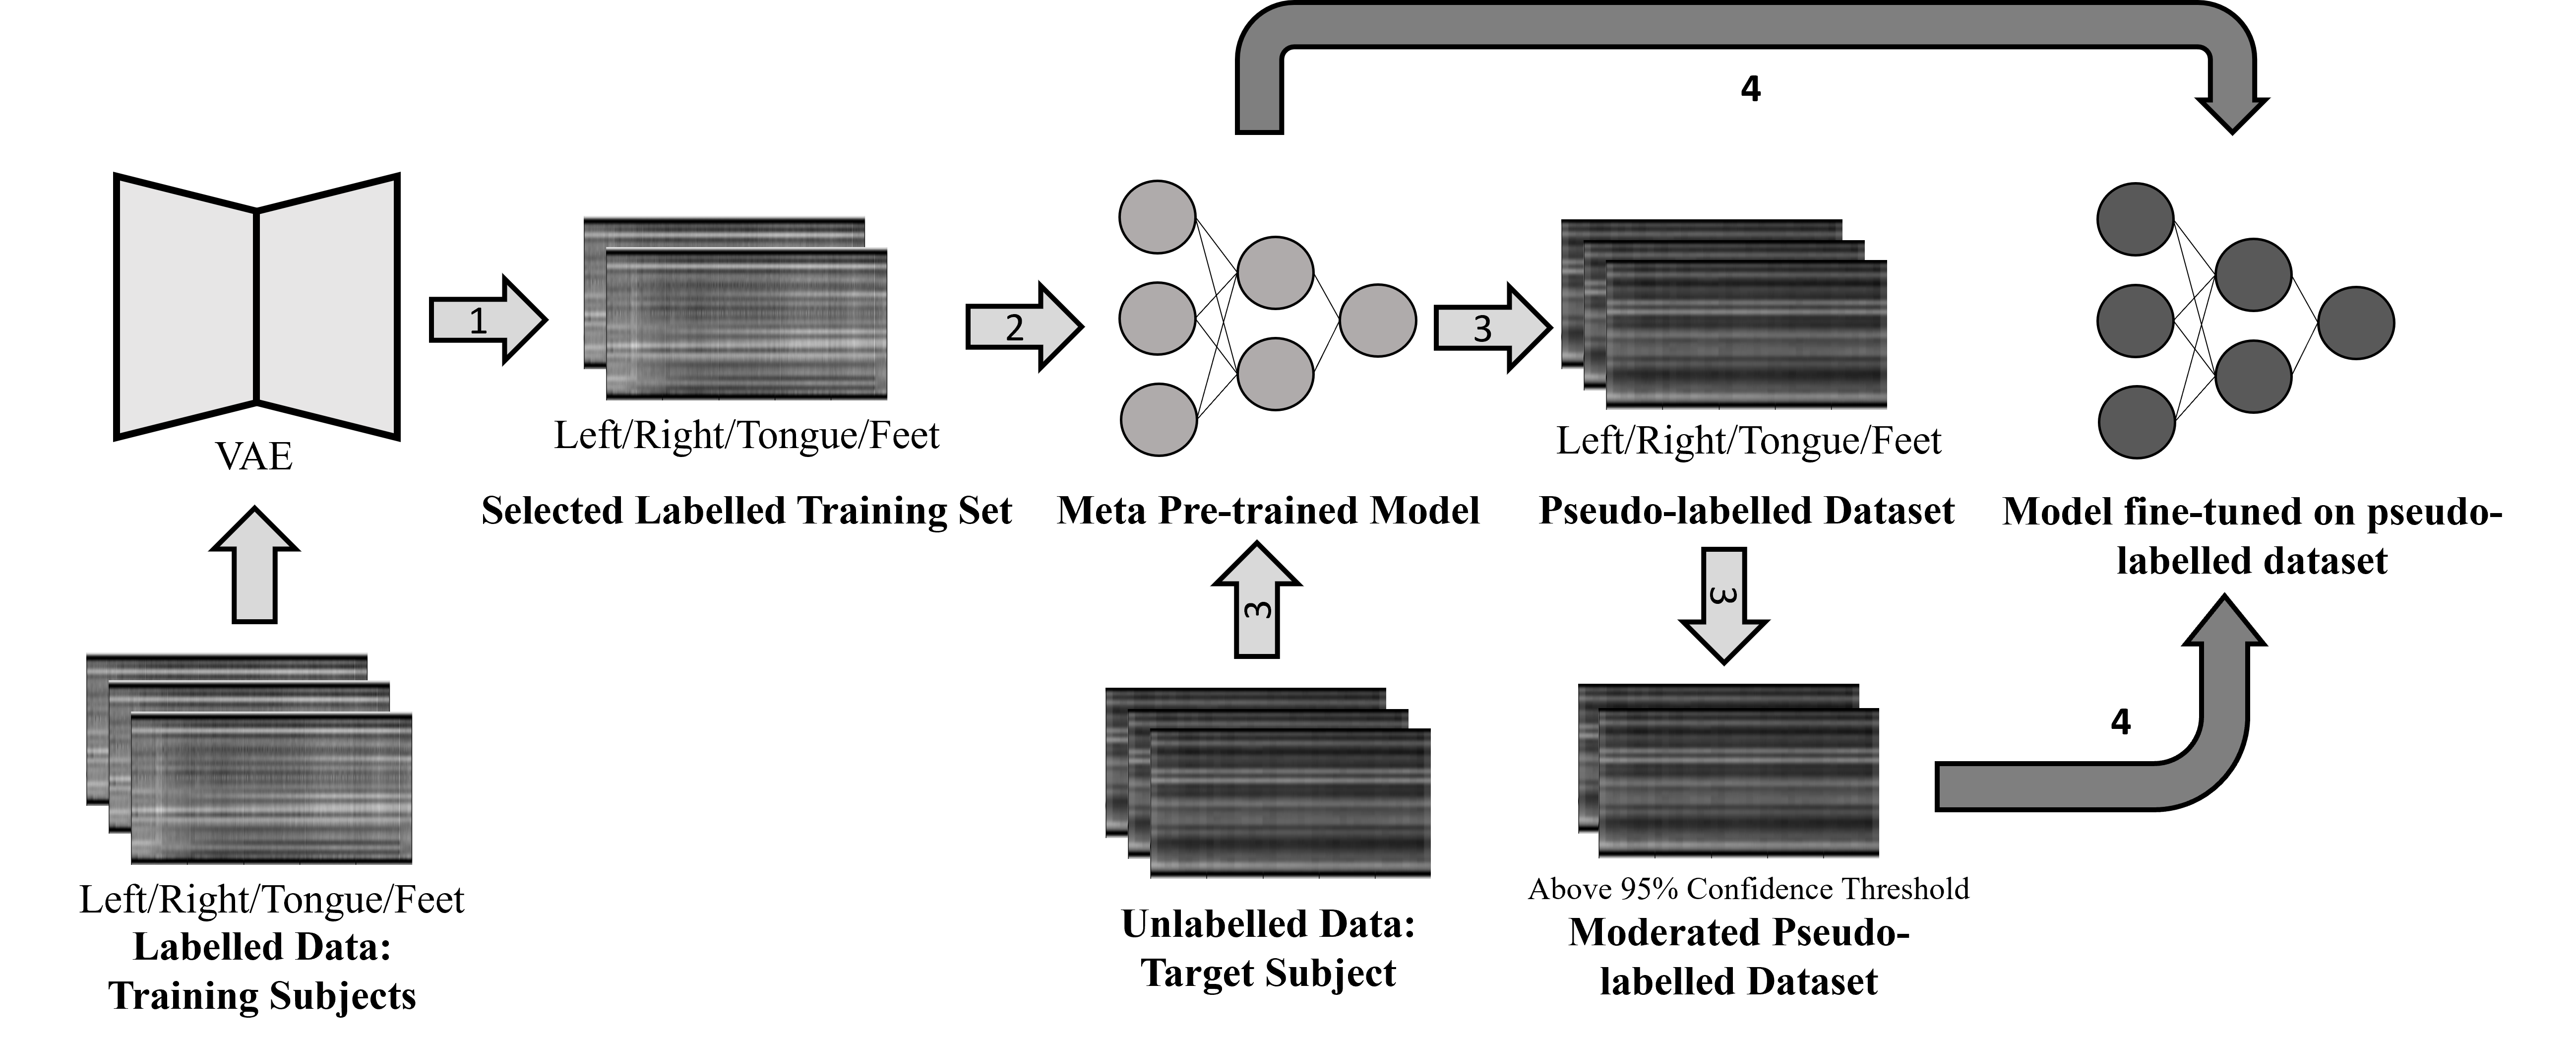 4
VAE
1
Left/Right/Tongue/Feet
Selected Labelled Training Set
2
Meta Pre-trained Model
3
Left/Right/Tongue/Feet
Pseudo-labelled Dataset
Model fine-tuned on pseudo-
labelled dataset
3
3
4
Left/Right/Tongue/Feet
Labelled Data:
Training Subjects
Unlabelled Data:
Target Subject
Above 95% Confidence Threshold
Moderated Pseudo-
labelled Dataset